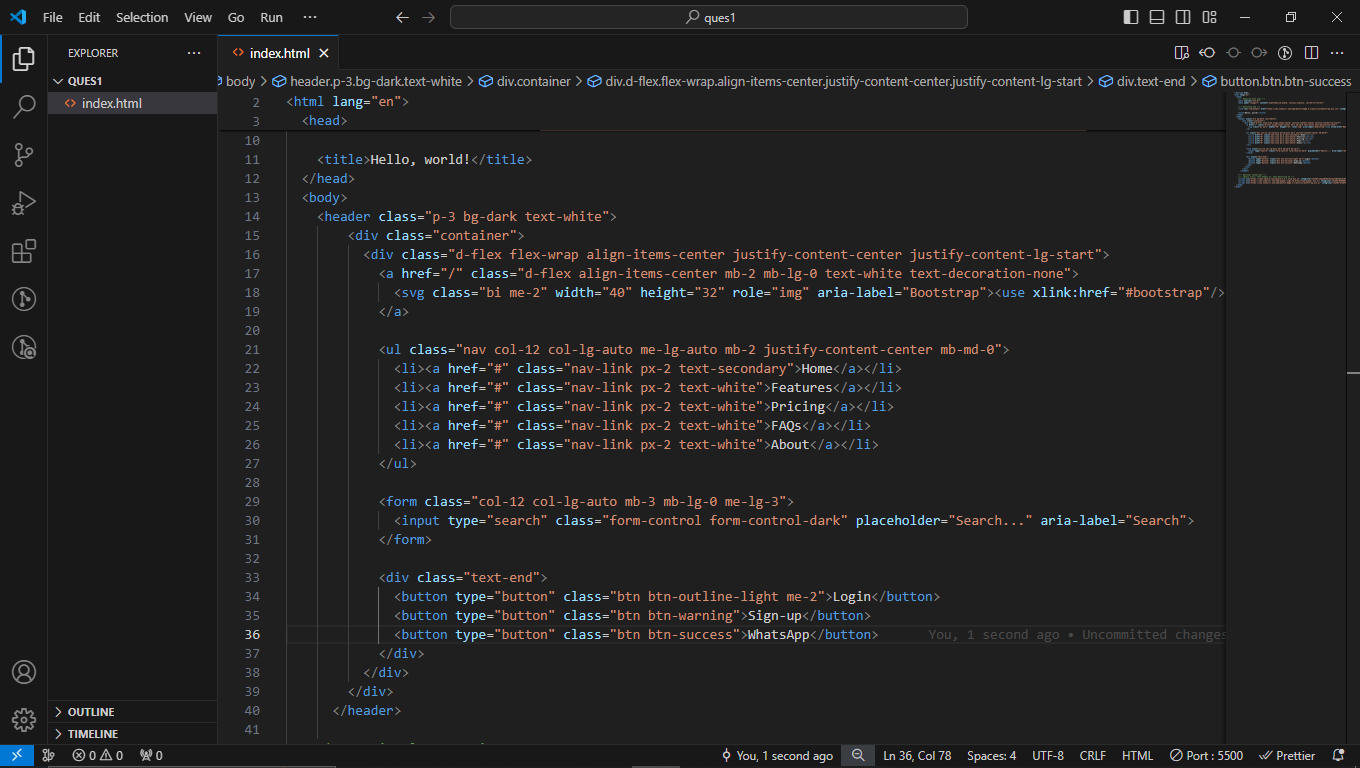 File Edit Selection View Go Run ··· ques1
EXPLORER ···
QUES1
index.html
index.html
body > header.p-3.bg-dark.text-white > div.container > div.d-flex.flex-wrap.align-items-center.justify-content-center.justify-content-lg-start > div.text-end > button.btn.btn-success
2 <html lang="en">
3 <head>
10
11 <title>Hello, world!</title>
12 </head>
13 <body>
14 <header class="p-3 bg-dark text-white">
15 <div class="container">
16 <div class="d-flex flex-wrap align-items-center justify-content-center justify-content-lg-start">
17 <a href="/" class="d-flex align-items-center mb-2 mb-lg-0 text-white text-decoration-none">
18 <svg class="bi me-2" width="40" height="32" role="img" aria-label="Bootstrap"><use xlink:href="#bootstrap"/>
19 </a>
20
21 <ul class="nav col-12 col-lg-auto me-lg-auto mb-2 justify-content-center mb-md-0">
22 <li><a href="#" class="nav-link px-2 text-secondary">Home</a></li>
23 <li><a href="#" class="nav-link px-2 text-white">Features</a></li>
24 <li><a href="#" class="nav-link px-2 text-white">Pricing</a></li>
25 <li><a href="#" class="nav-link px-2 text-white">FAQs</a></li>
26 <li><a href="#" class="nav-link px-2 text-white">About</a></li>
27 </ul>
28
29 <form class="col-12 col-lg-auto mb-3 mb-lg-0 me-lg-3">
30 <input type="search" class="form-control form-control-dark" placeholder="Search..." aria-label="Search">
31 </form>
32
33 <div class="text-end">
34 <button type="button" class="btn btn-outline-light me-2">Login</button>
35 <button type="button" class="btn btn-warning">Sign-up</button>
36 <button type="button" class="btn btn-success">WhatsApp</button> You, 1 second ago • Uncommitted changes
37 </div>
38 </div>
39 </div>
40 </header>
41
OUTLINE
TIMELINE
0 0 0 You, 1 second ago Ln 36, Col 78 Spaces: 4 UTF-8 CRLF HTML Port : 5500 Prettier